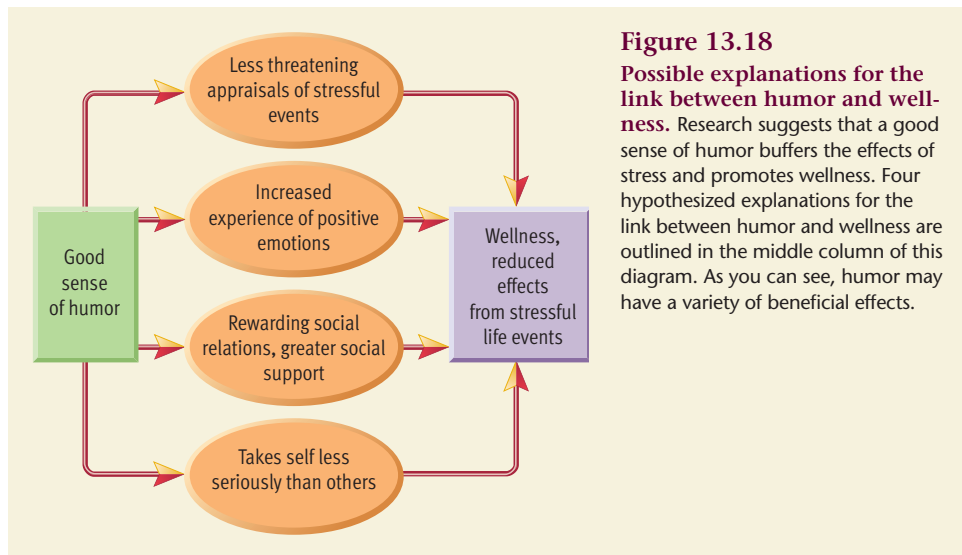 Less threatening
appraisals of stressful
events
Increased
experience of positive
emotions
Good
sense
of humor
Rewarding social
relations, greater social
support
Takes self less
seriously than others
Wellness,
reduced
effects
from stressful
life events
Figure 13.18
Possible explanations for the
link between humor and well-
ness. Research suggests that a good
sense of humor buffers the effects of
stress and promotes wellness. Four
hypothesized explanations for the
link between humor and wellness are
outlined in the middle column of this
diagram. As you can see, humor may
have a variety of beneficial effects.